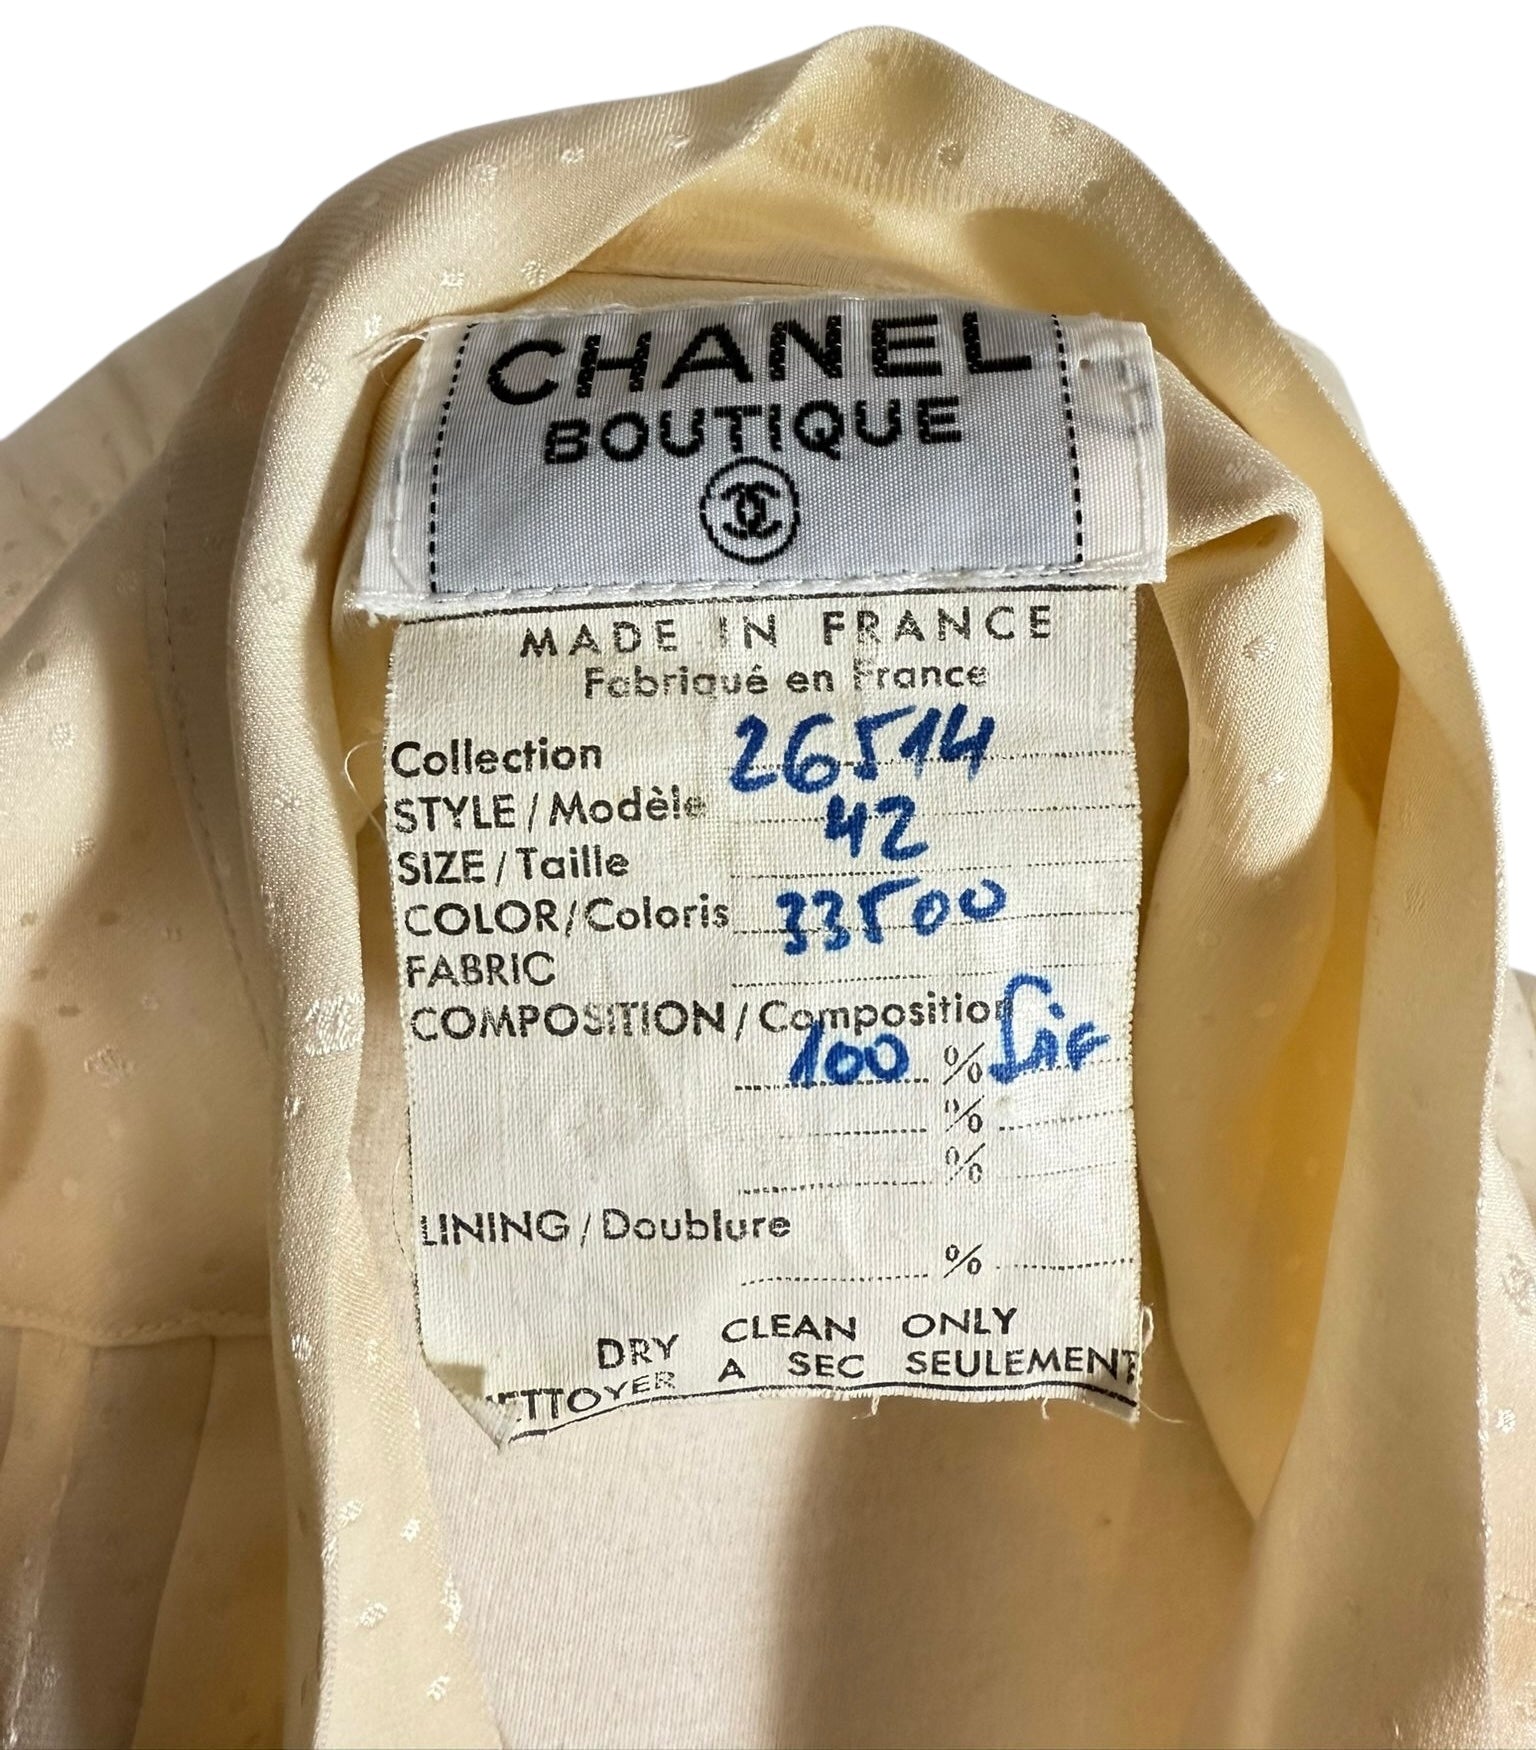 CHANEL
BOUTIQUE
MADE IN FRANCE
Fabriqué en France
Collection 26514
STYLE/Modèle 42
SIZE/Taille
COLOR/Coloris 33500
FABRIC
COMPOSITION/Composition
100 %
%
%
LINING/Doublure
%
DRY CLEAN ONLY
NETTOYER A SEC SEULEMENT